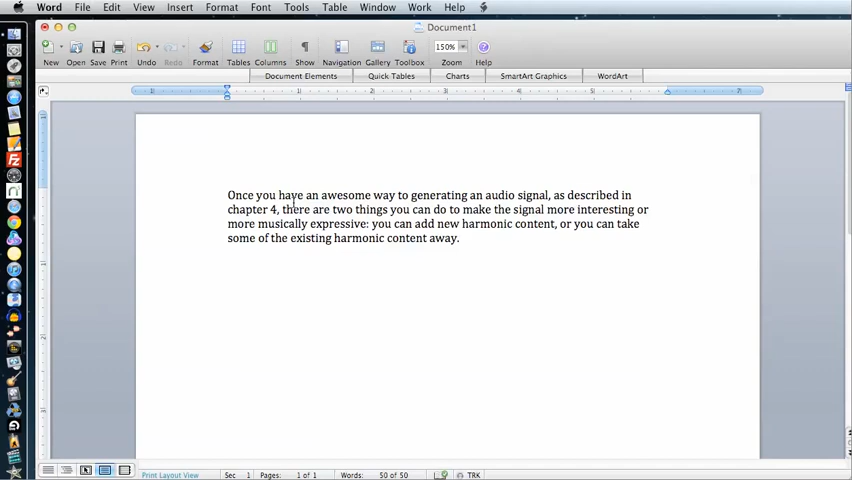 Word File Edit View Insert Format Font Tools Table Window Work Help
Document1
New Open Save Print Undo Redo Format Tables Columns Show Navigation Gallery Toolbox Zoom Help
150%
Document Elements Quick Tables Charts SmartArt Graphics WordArt
Once you have an awesome way to generating an audio signal, as described in
chapter 4, there are two things you can do to make the signal more interesting or
more musically expressive: you can add new harmonic content, or you can take
some of the existing harmonic content away.
Print Layout View Sec 1 Pages: 1 of 1 Words: 50 of 50 TRK